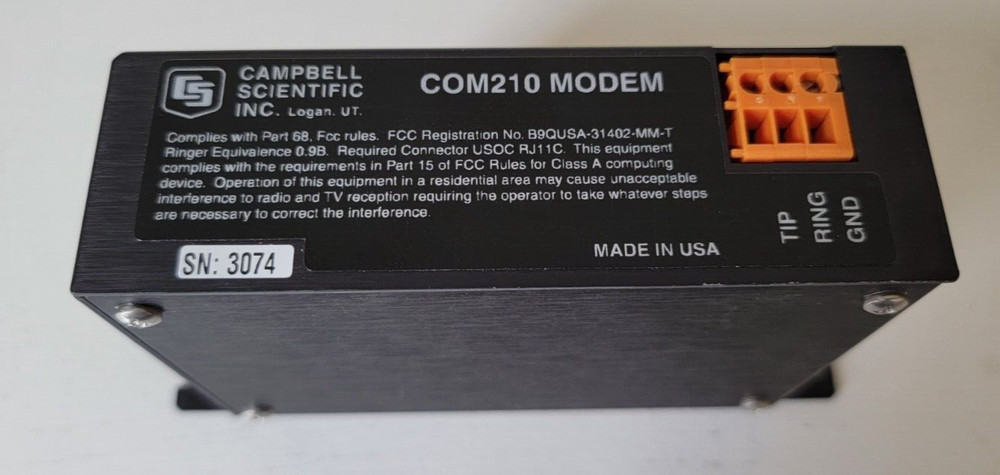 CS
CAMPBELL
SCIENTIFIC
INC. Logan, UT.
COM210 MODEM
Complies with Part 68, Fcc rules. FCC Registration No. B9QUSA-31402-MM-T
Ringer Equivalence 0.9B. Required Connector USOC RJ11C. This equipment
complies with the requirements in Part 15 of FCC Rules for Class A computing
device. Operation of this equipment in a residential area may cause unacceptable
interference to radio and TV reception requiring the operator to take whatever steps
are necessary to correct the interference.
TIP
RING
GND
MADE IN USA
SN: 3074